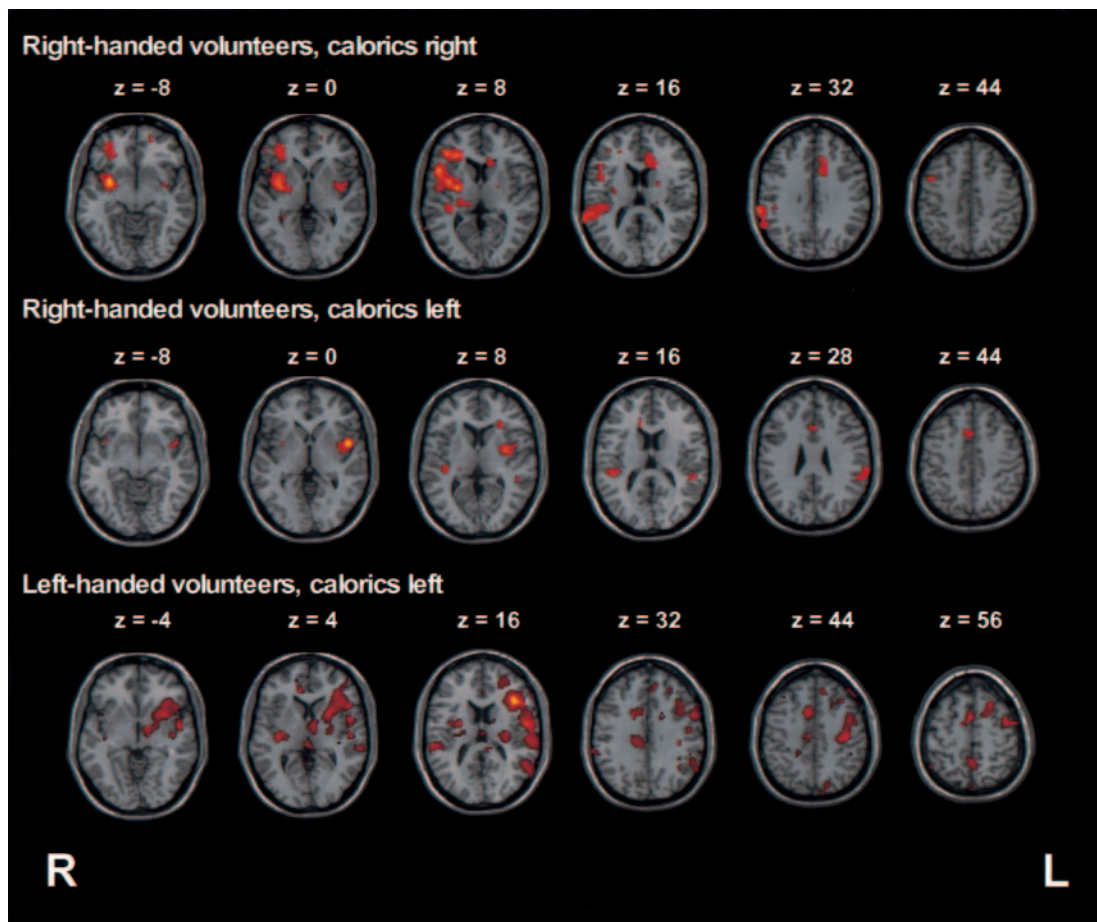 Right-handed volunteers, calorics right
z = -8 z = 0 z = 8 z = 16 z = 32 z = 44
Right-handed volunteers, calorics left
z = -8 z = 0 z = 8 z = 16 z = 28 z = 44
Left-handed volunteers, calorics left
z = -4 z = 4 z = 16 z = 32 z = 44 z = 56
R L